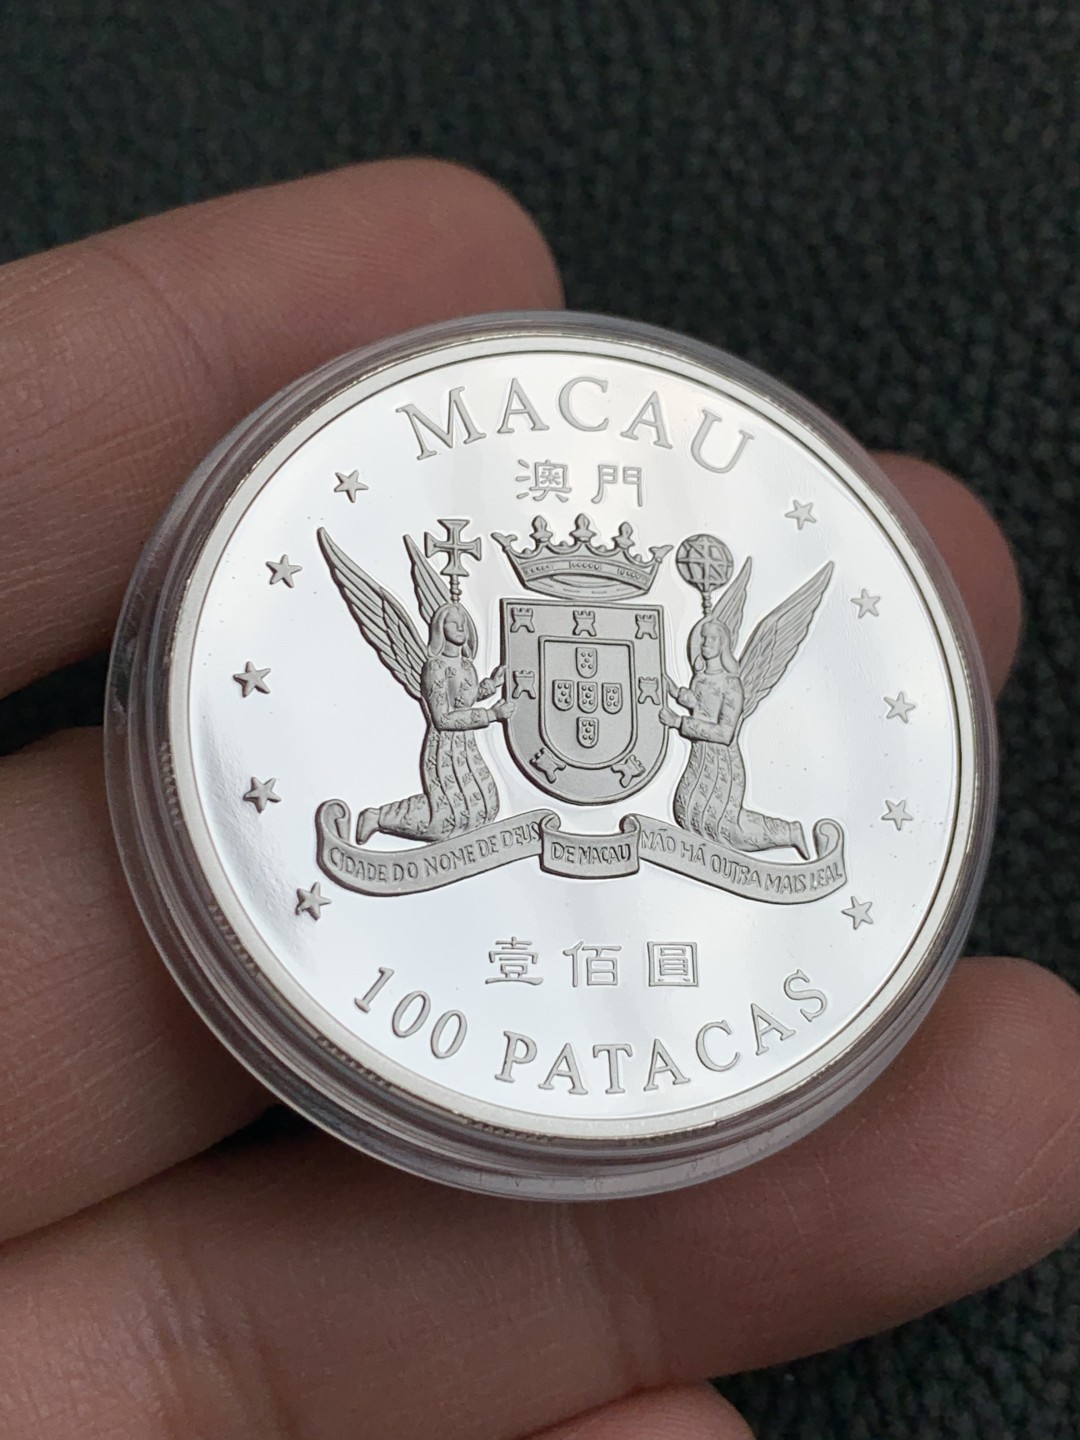 MACAU
澳門
CIDADE DO NOME DE DEUS DE MACAU NÃO HÁ OUTRA MAIS LEAL
壹佰圓
100 PATACAS